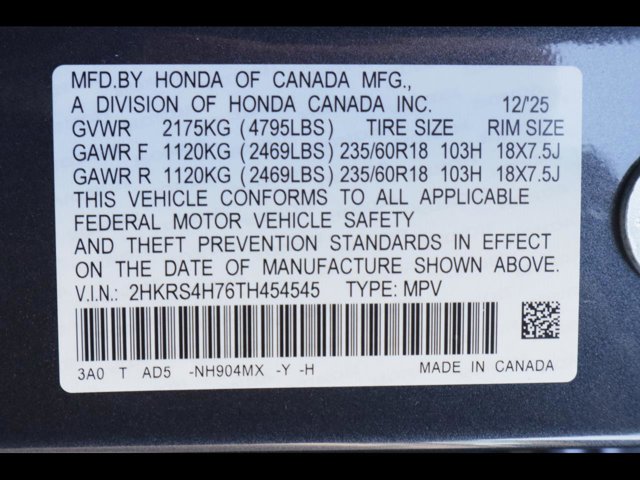 MFD.BY HONDA OF CANADA MFG.,
A DIVISION OF HONDA CANADA INC. 12/'25
GVWR 2175KG (4795LBS) TIRE SIZE RIM SIZE
GAWR F 1120KG (2469LBS) 235/60R18 103H 18X7.5J
GAWR R 1120KG (2469LBS) 235/60R18 103H 18X7.5J
THIS VEHICLE CONFORMS TO ALL APPLICABLE
FEDERAL MOTOR VEHICLE SAFETY
AND THEFT PREVENTION STANDARDS IN EFFECT
ON THE DATE OF MANUFACTURE SHOWN ABOVE.
V.I.N.: 2HKRS4H76TH454545 TYPE: MPV
3A0 T AD5 -NH904MX -Y -H MADE IN CANADA